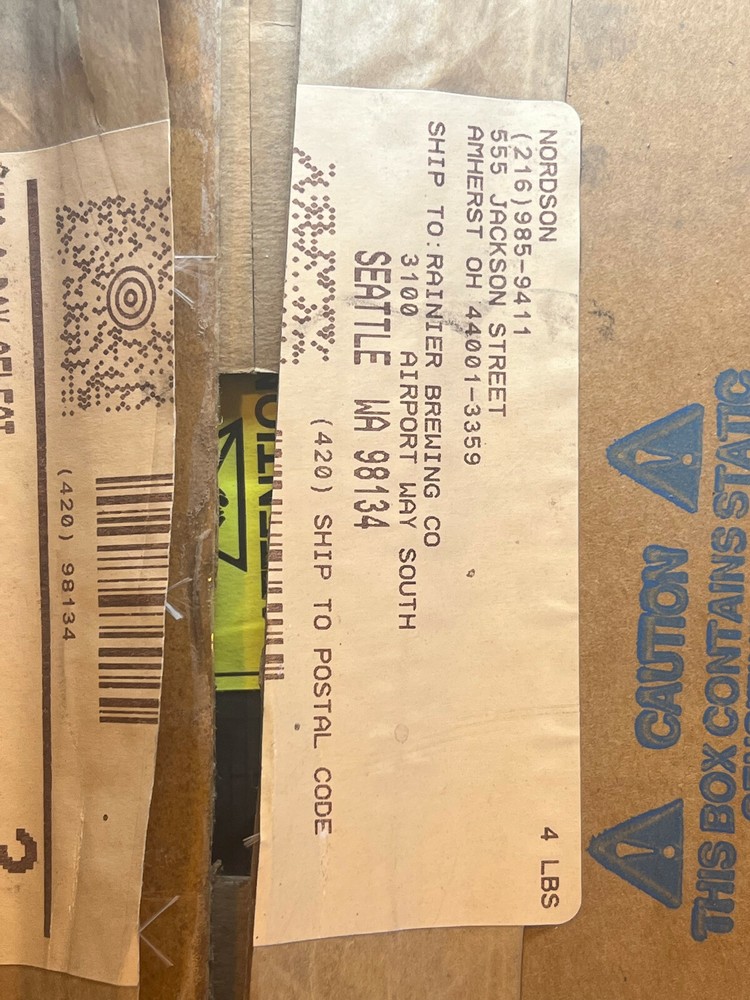 NORDSON
(216)985-9411
555 JACKSON STREET
AMHERST OH 44001-3359
4 LBS
SHIP TO: RAINIER BREWING CO
3100 AIRPORT WAY SOUTH
SEATTLE WA 98134
(420) SHIP TO POSTAL CODE
(420) 98134
3
CAUTION
THIS BOX CONTAINS STATIC